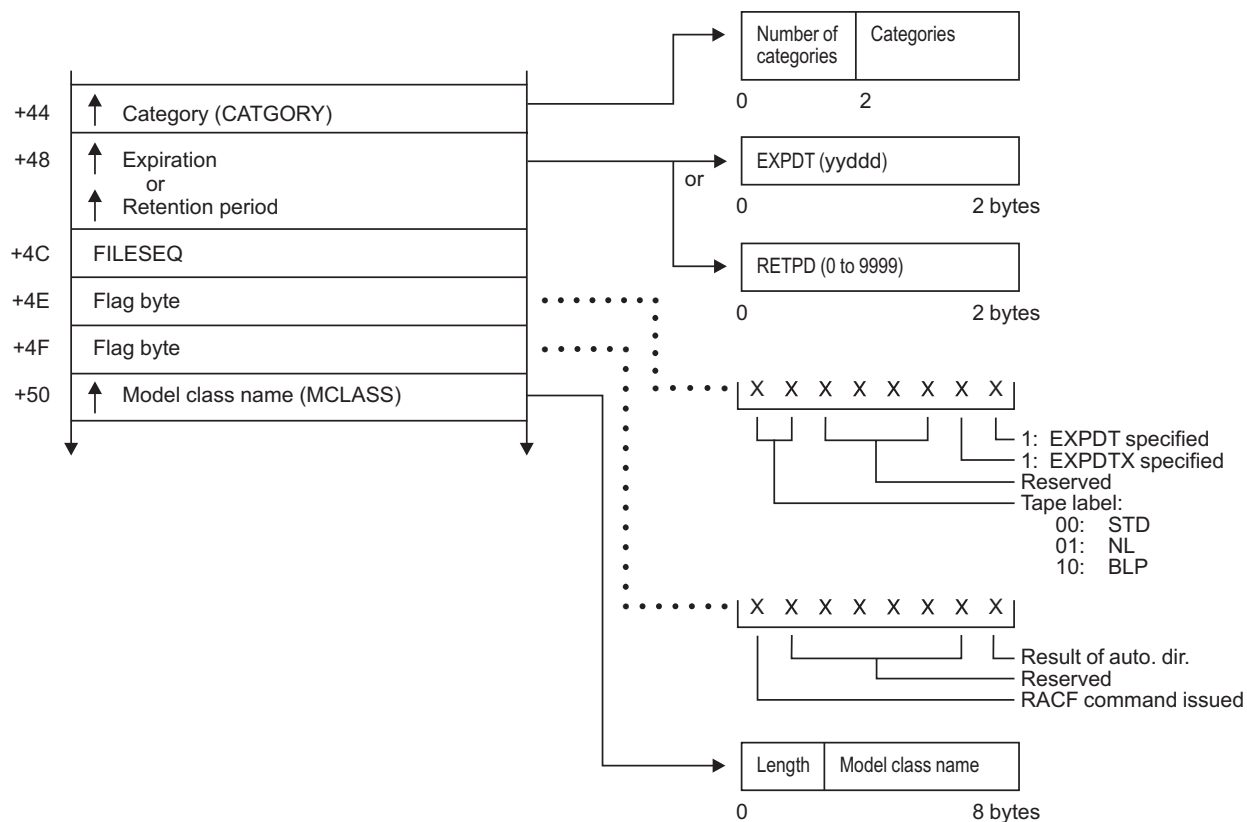 Number of categories
Categories
0
2
+44
Category (CATGORY)
+48
Expiration
or
Retention period
or
EXPDT (yyddd)
0
2 bytes
+4C
FILESEQ
RETPD (0 to 9999)
0
2 bytes
+4E
Flag byte
+4F
Flag byte
+50
Model class name (MCLASS)
X X X X X X X X
1: EXPDT specified
1: EXPDTX specified
Reserved
Tape label:
00: STD
01: NL
10: BLP
X X X X X X X X
Result of auto. dir.
Reserved
RACF command issued
Length
Model class name
0
8 bytes